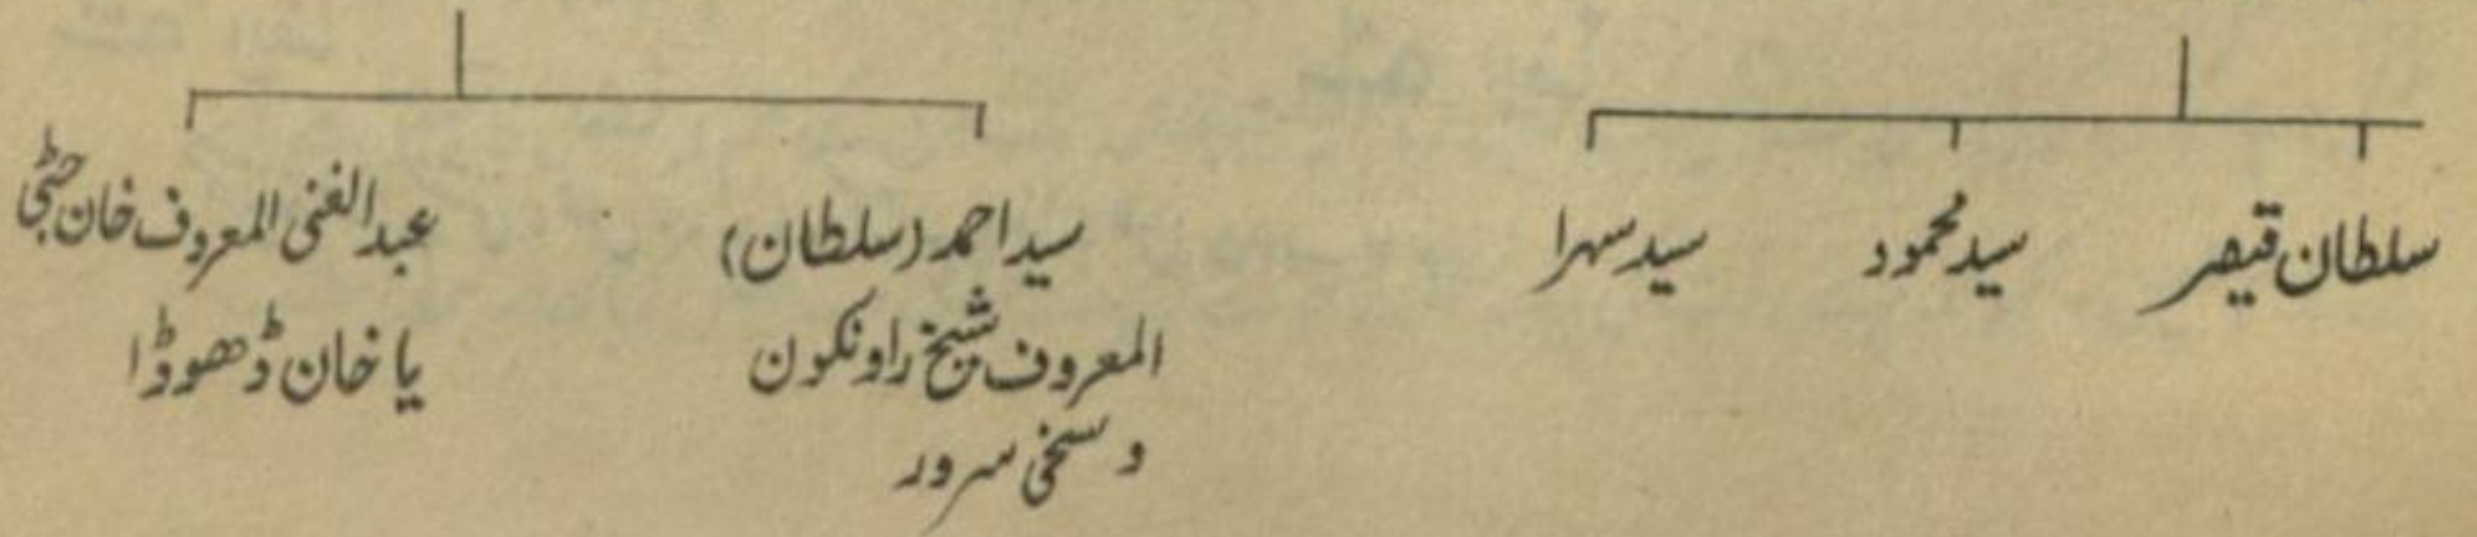 سلطان قیصر
سید محمود
سید سہرا
سید احمد (سلطان)
المعروف شیخ راونکون
و سخی سرور
عبدالغنی المعروف خان جٹی
یا خان ڈھوڈا